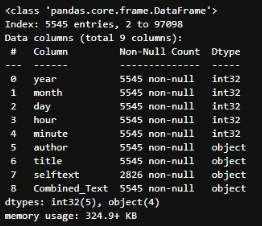 <class 'pandas.core.frame.DataFrame'>
Index: 5545 entries, 2 to 97098
Data columns (total 9 columns):
 #   Column         Non-Null Count  Dtype
---  ------         --------------  -----
 0   year           5545 non-null   int32
 1   month          5545 non-null   int32
 2   day            5545 non-null   int32
 3   hour           5545 non-null   int32
 4   minute         5545 non-null   int32
 5   author         5545 non-null   object
 6   title          5545 non-null   object
 7   selftext       2826 non-null   object
 8   Combined_Text  5545 non-null   object
dtypes: int32(5), object(4)
memory usage: 324.9+ KB